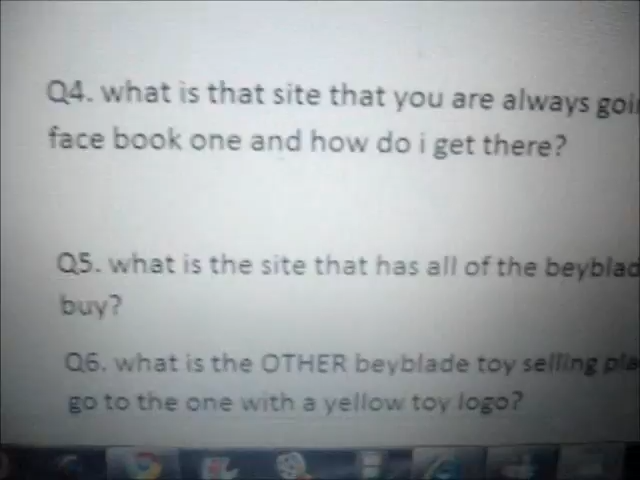 Q4. what is that site that you are always goi
face book one and how do i get there?
Q5. what is the site that has all of the beyblad
buy?
Q6. what is the OTHER beyblade toy selling pla
go to the one with a yellow toy logo?